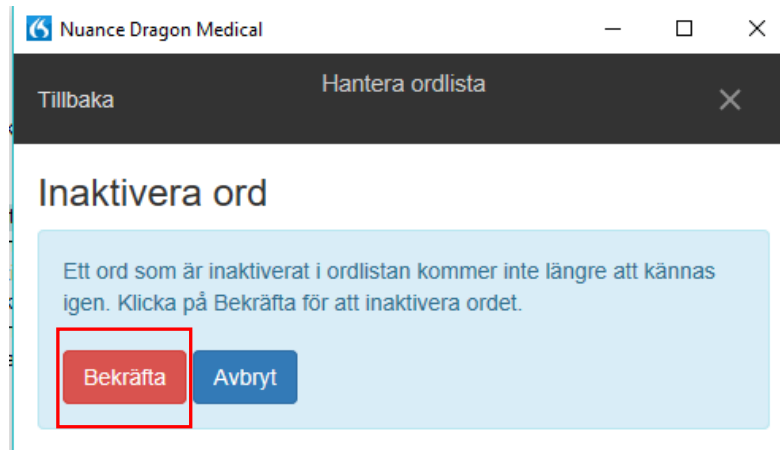 Nuance Dragon Medical
Hantera ordlista
Tillbaka
Inaktivera ord
Ett ord som är inaktiverat i ordlistan kommer inte längre att kännas
igen. Klicka på Bekräfta för att inaktivera ordet.
Bekräfta Avbryt